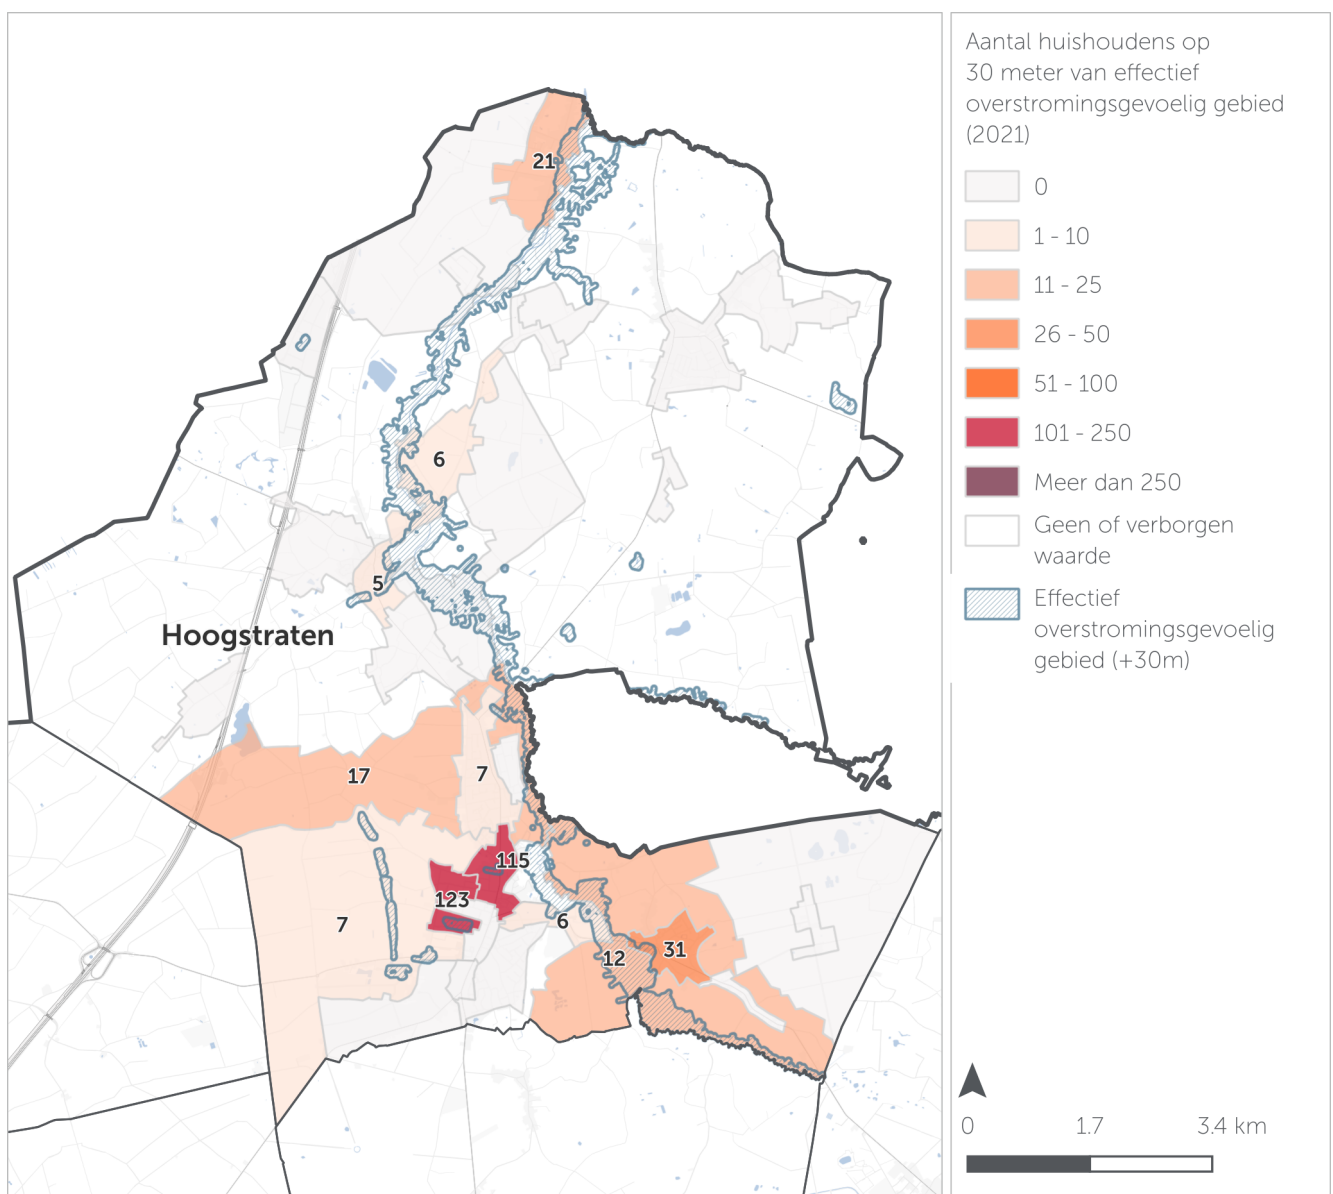 21
6
5
Hoogstraten
17
7
115
123
7
6
12
31
Aantal huishoudens op
30 meter van effectief
overstromingsgevoelig gebied
(2021)
0
1 - 10
11 - 25
26 - 50
51 - 100
101 - 250
Meer dan 250
Geen of verborgen
waarde
Effectief
overstromingsgevoelig
gebied (+30m)
0 1.7 3.4 km